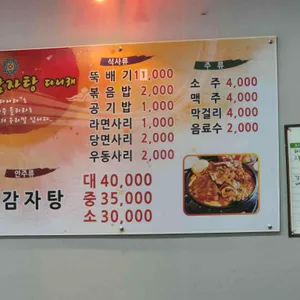 감자탕
식사류
뚝배기 11,000
볶음밥 2,000
공기밥 1,000
라면사리 2,000
당면사리 2,000
우동사리 2,000
주류
소주 4,000
맥주 4,000
막걸리 4,000
음료수 2,000
안주류
감자탕
대 40,000
중 35,000
소 30,000